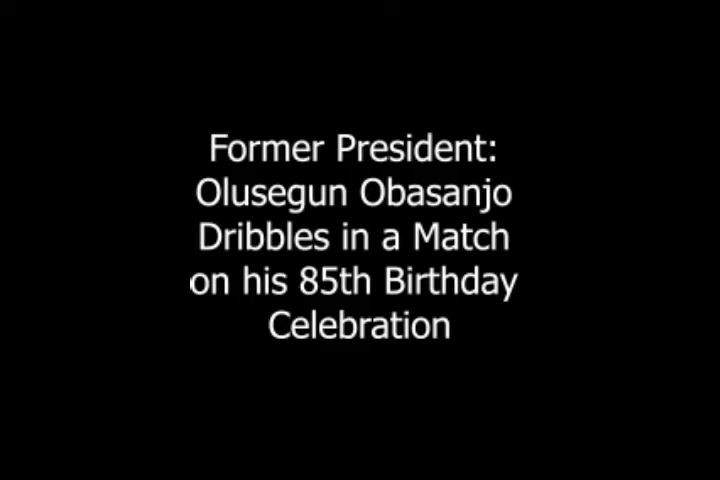 Former President:
Olusegun Obasanjo
Dribbles in a Match
on his 85th Birthday
Celebration